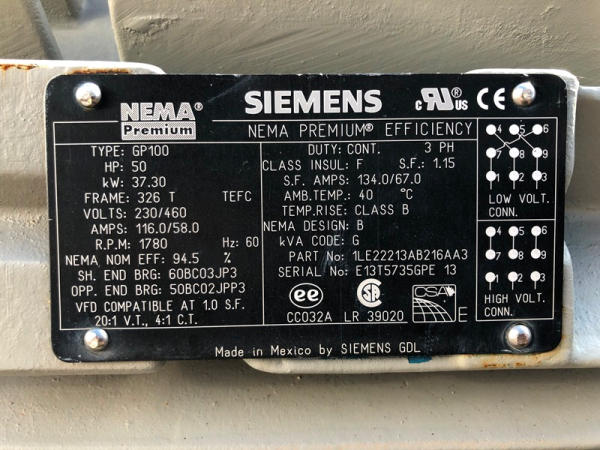 NEMA®
Premium
SIEMENS
c RU US CE
NEMA PREMIUM® EFFICIENCY
TYPE: GP100
HP: 50
kW: 37.30
FRAME: 326 T TEFC
VOLTS: 230/460
AMPS: 116.0/58.0
R.P.M: 1780 Hz: 60
NEMA NOM EFF: 94.5 %
SH. END BRG: 60BC03JP3
OPP. END BRG: 50BC02JPP3
VFD COMPATIBLE AT 1.0 S.F.
20:1 V.T., 4:1 C.T.
DUTY: CONT. 3 PH
CLASS INSUL: F S.F.: 1.15
S.F. AMPS: 134.0/67.0
AMB.TEMP.: 40 °C
TEMP.RISE: CLASS B
NEMA DESIGN: B
kVA CODE: G
PART No: 1LE22213AB216AA3
SERIAL No: E13T5735GPE 13
ee SA CSA E
CC032A LR 39020
4 5 6
7 8 9
1 2 3
LOW VOLT.
CONN.
4 5 6
7 8 9
1 2 3
HIGH VOLT.
CONN.
Made in Mexico by SIEMENS GDL